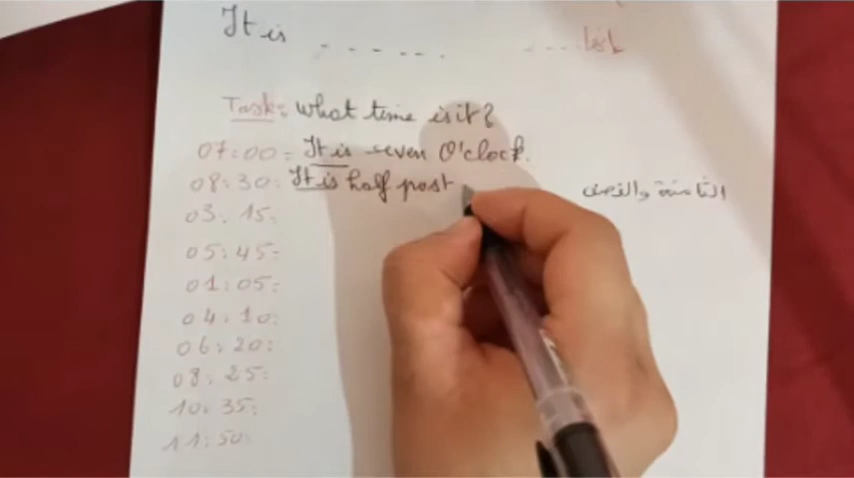 It is ...... ....
Task: what time is it?
07:00 = It is seven O'clock.
08:30: It is half past الثامنة والنصف
03:15:
05:45:
01:05:
04:10:
06:20:
08:25:
10:35:
11:50: